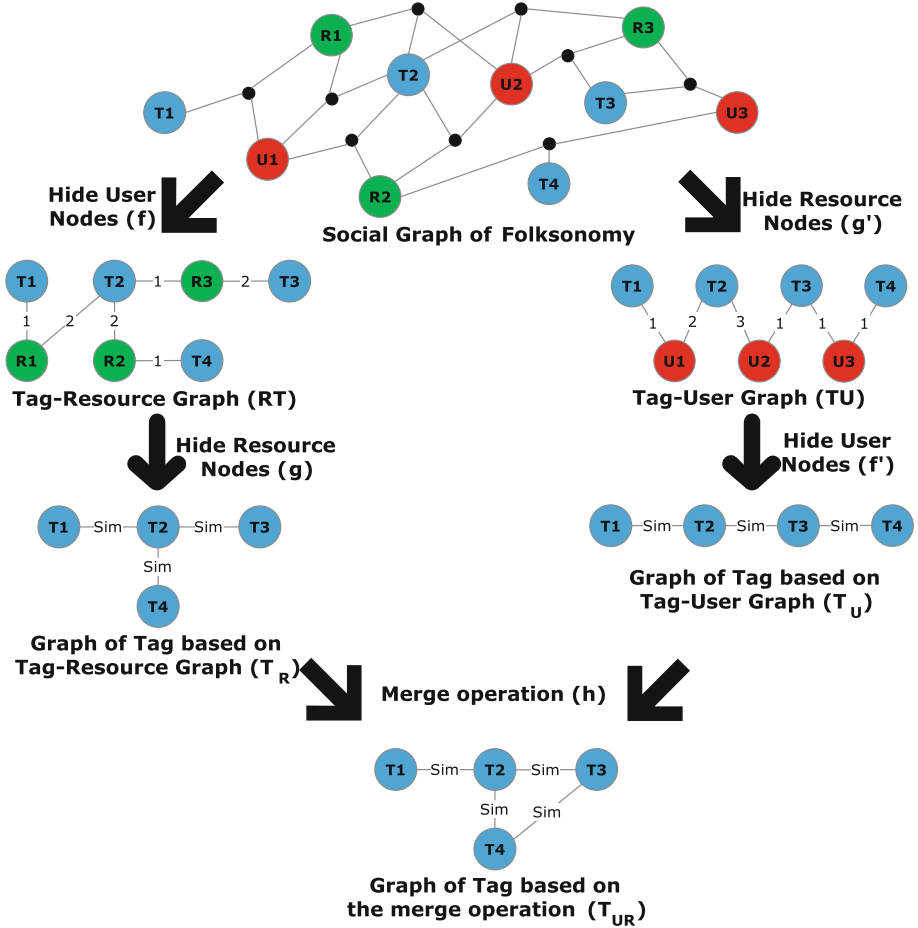 R1
R3
T2
U2
T1
T3
U3
U1
R2
T4
Hide User
Nodes (f)
Social Graph of Folksonomy
Hide Resource
Nodes (g')
T1 T2 1 R3 2 T3
1 2 2
R1 R2 1 T4
Tag-Resource Graph (RT)
T1 T2 T3 T4
1 2 3 1 1 1
U1 U2 U3
Tag-User Graph (TU)
Hide Resource
Nodes (g)
Hide User
Nodes (f')
T1 Sim T2 Sim T3
Sim
T4
Graph of Tag based on
Tag-Resource Graph (TR)
T1 Sim T2 Sim T3 Sim T4
Graph of Tag based on
Tag-User Graph (TU)
Merge operation (h)
T1 Sim T2 Sim T3
Sim Sim
T4
Graph of Tag based on
the merge operation (TUR)